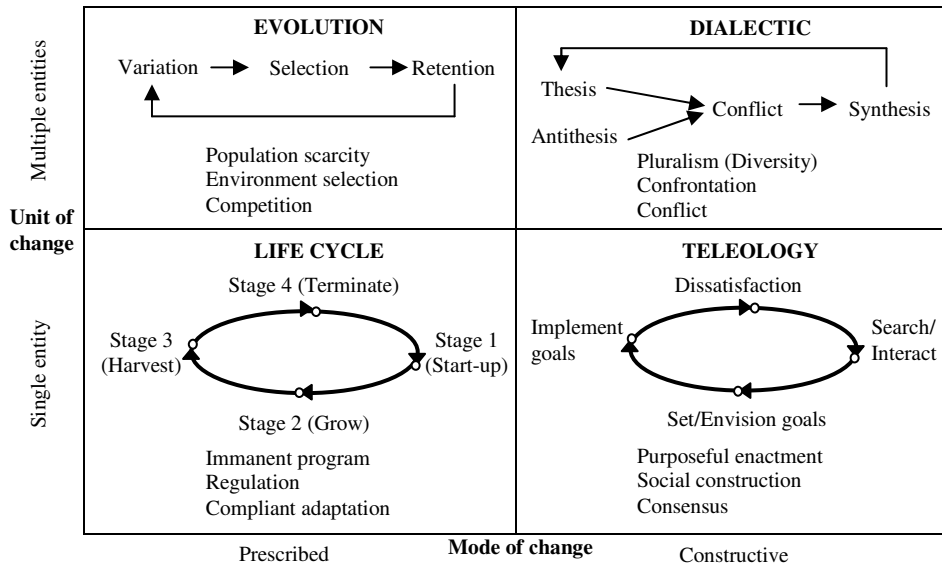 EVOLUTION
Variation Selection Retention
Population scarcity
Environment selection
Competition
DIALECTIC
Thesis
Conflict Synthesis
Antithesis
Pluralism (Diversity)
Confrontation
Conflict
Multiple entities
Unit of
change
Single entity
LIFE CYCLE
Stage 4 (Terminate)
Stage 3
(Harvest)
Stage 1
(Start-up)
Stage 2 (Grow)
Immanent program
Regulation
Compliant adaptation
TELEOLOGY
Dissatisfaction
Implement
goals
Search/
Interact
Set/Envision goals
Purposeful enactment
Social construction
Consensus
Prescribed Mode of change Constructive